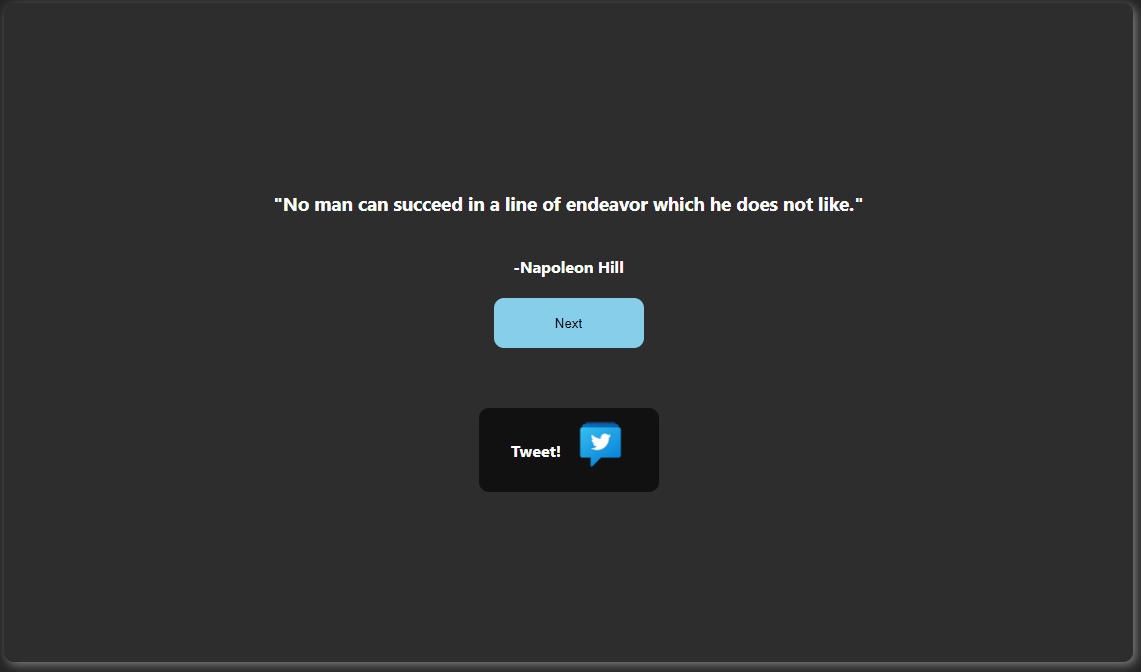 "No man can succeed in a line of endeavor which he does not like."
-Napoleon Hill
Next
Tweet!